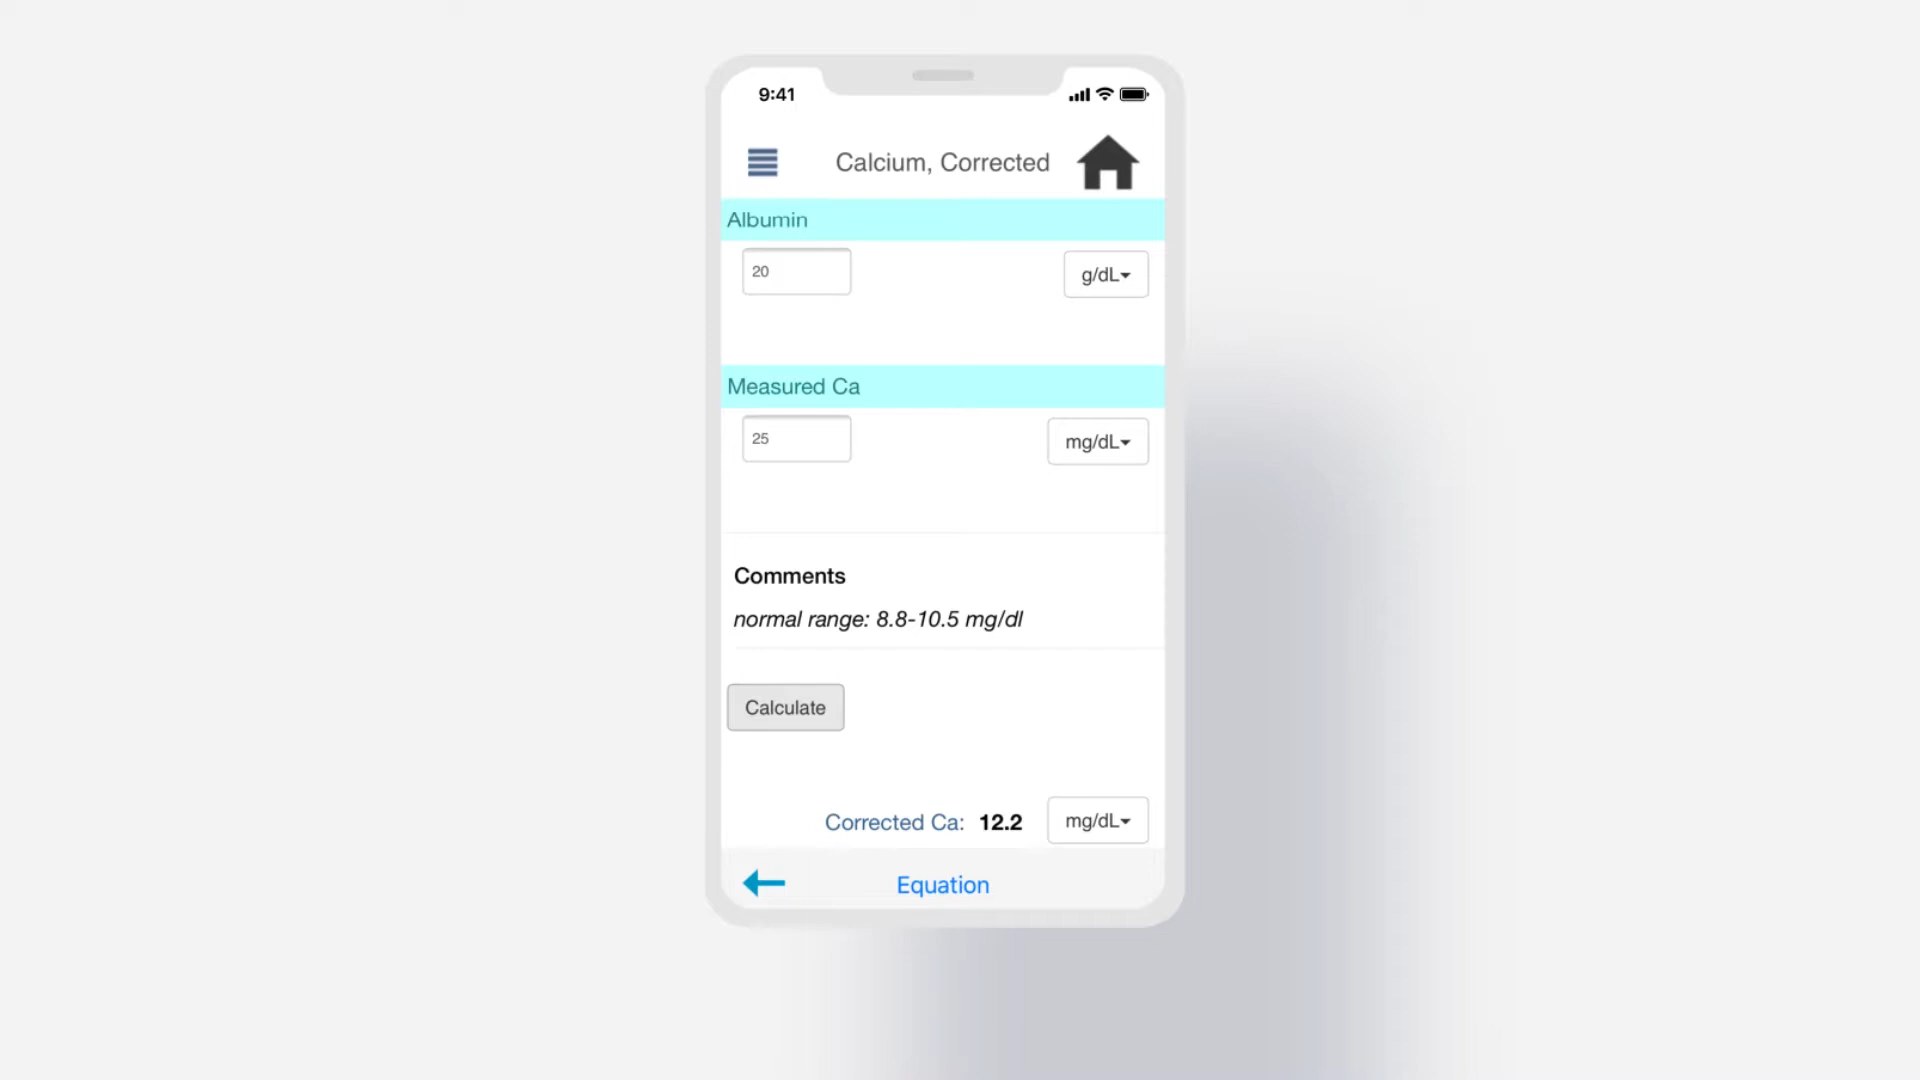 9:41
Calcium, Corrected
Albumin
20 g/dL
Measured Ca
25 mg/dL
Comments
normal range: 8.8-10.5 mg/dl
Calculate
Corrected Ca: 12.2 mg/dL
Equation